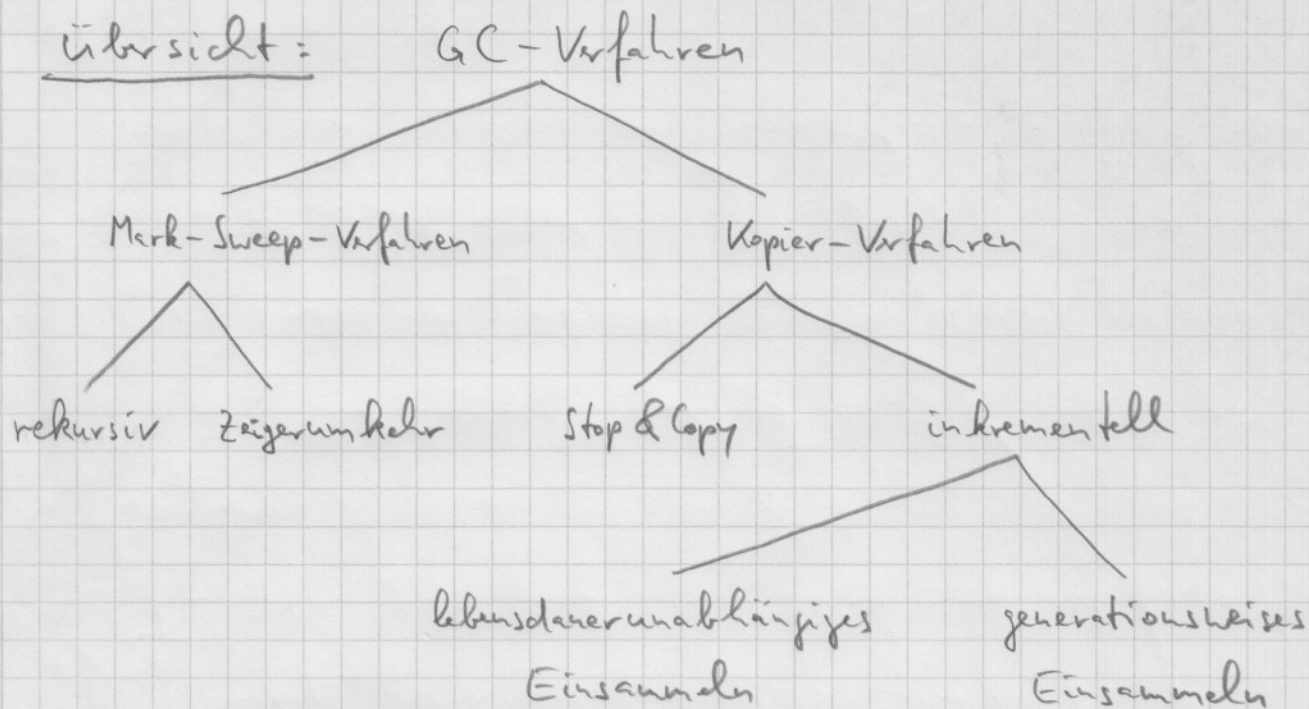 Übersicht: GC-Verfahren
Mark-Sweep-Verfahren Kopier-Verfahren
rekursiv Zeigerumkehr Stop & Copy inkrementell
lebensdauerunabhängiges generationsweises
Einsammeln Einsammeln